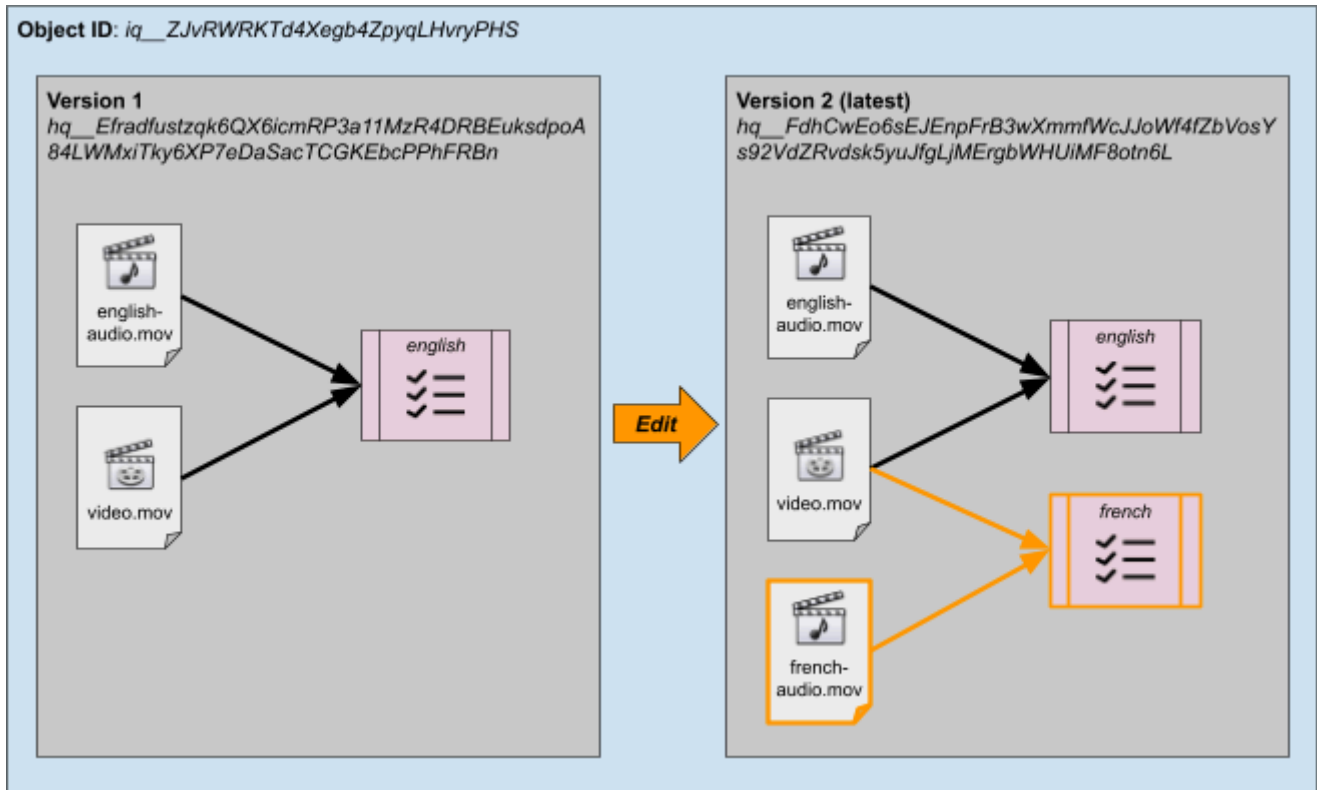 Object ID: iq__ZJvRWRKTd4Xegb4ZpyqLHvryPHS
Version 1
hq__Efradfustzqk6QX6icmRP3a11MzR4DRBEuksdpoA
84LWMxiTky6XP7eDaSacTCGKEbcPPhFRBn
english-
audio.mov
video.mov
english
Edit
Version 2 (latest)
hq__FdhCwEo6sEJEnpFrB3wXmmfWcJJoWf4fZbVosY
s92VdZRvdsk5yuJfgLjMErgbWHUiMF8otn6L
english-
audio.mov
video.mov
french-
audio.mov
english
french